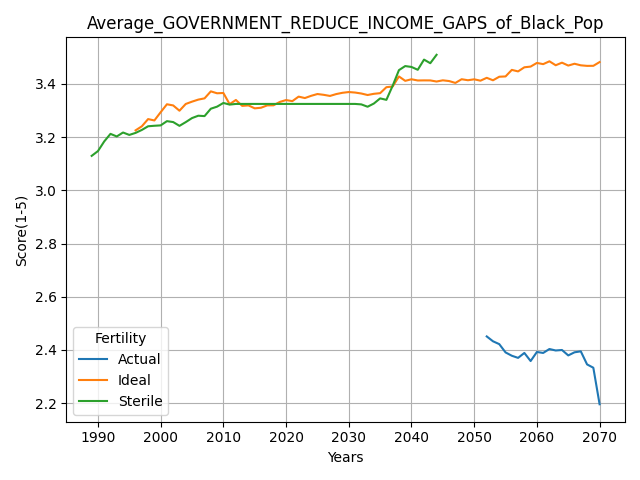 Average_GOVERNMENT_REDUCE_INCOME_GAPS_of_Black_Pop
Score(1-5)
3.4
3.2
3.0
2.8
2.6
2.4
2.2
Fertility
Actual
Ideal
Sterile
1990 2000 2010 2020 2030 2040 2050 2060 2070
Years